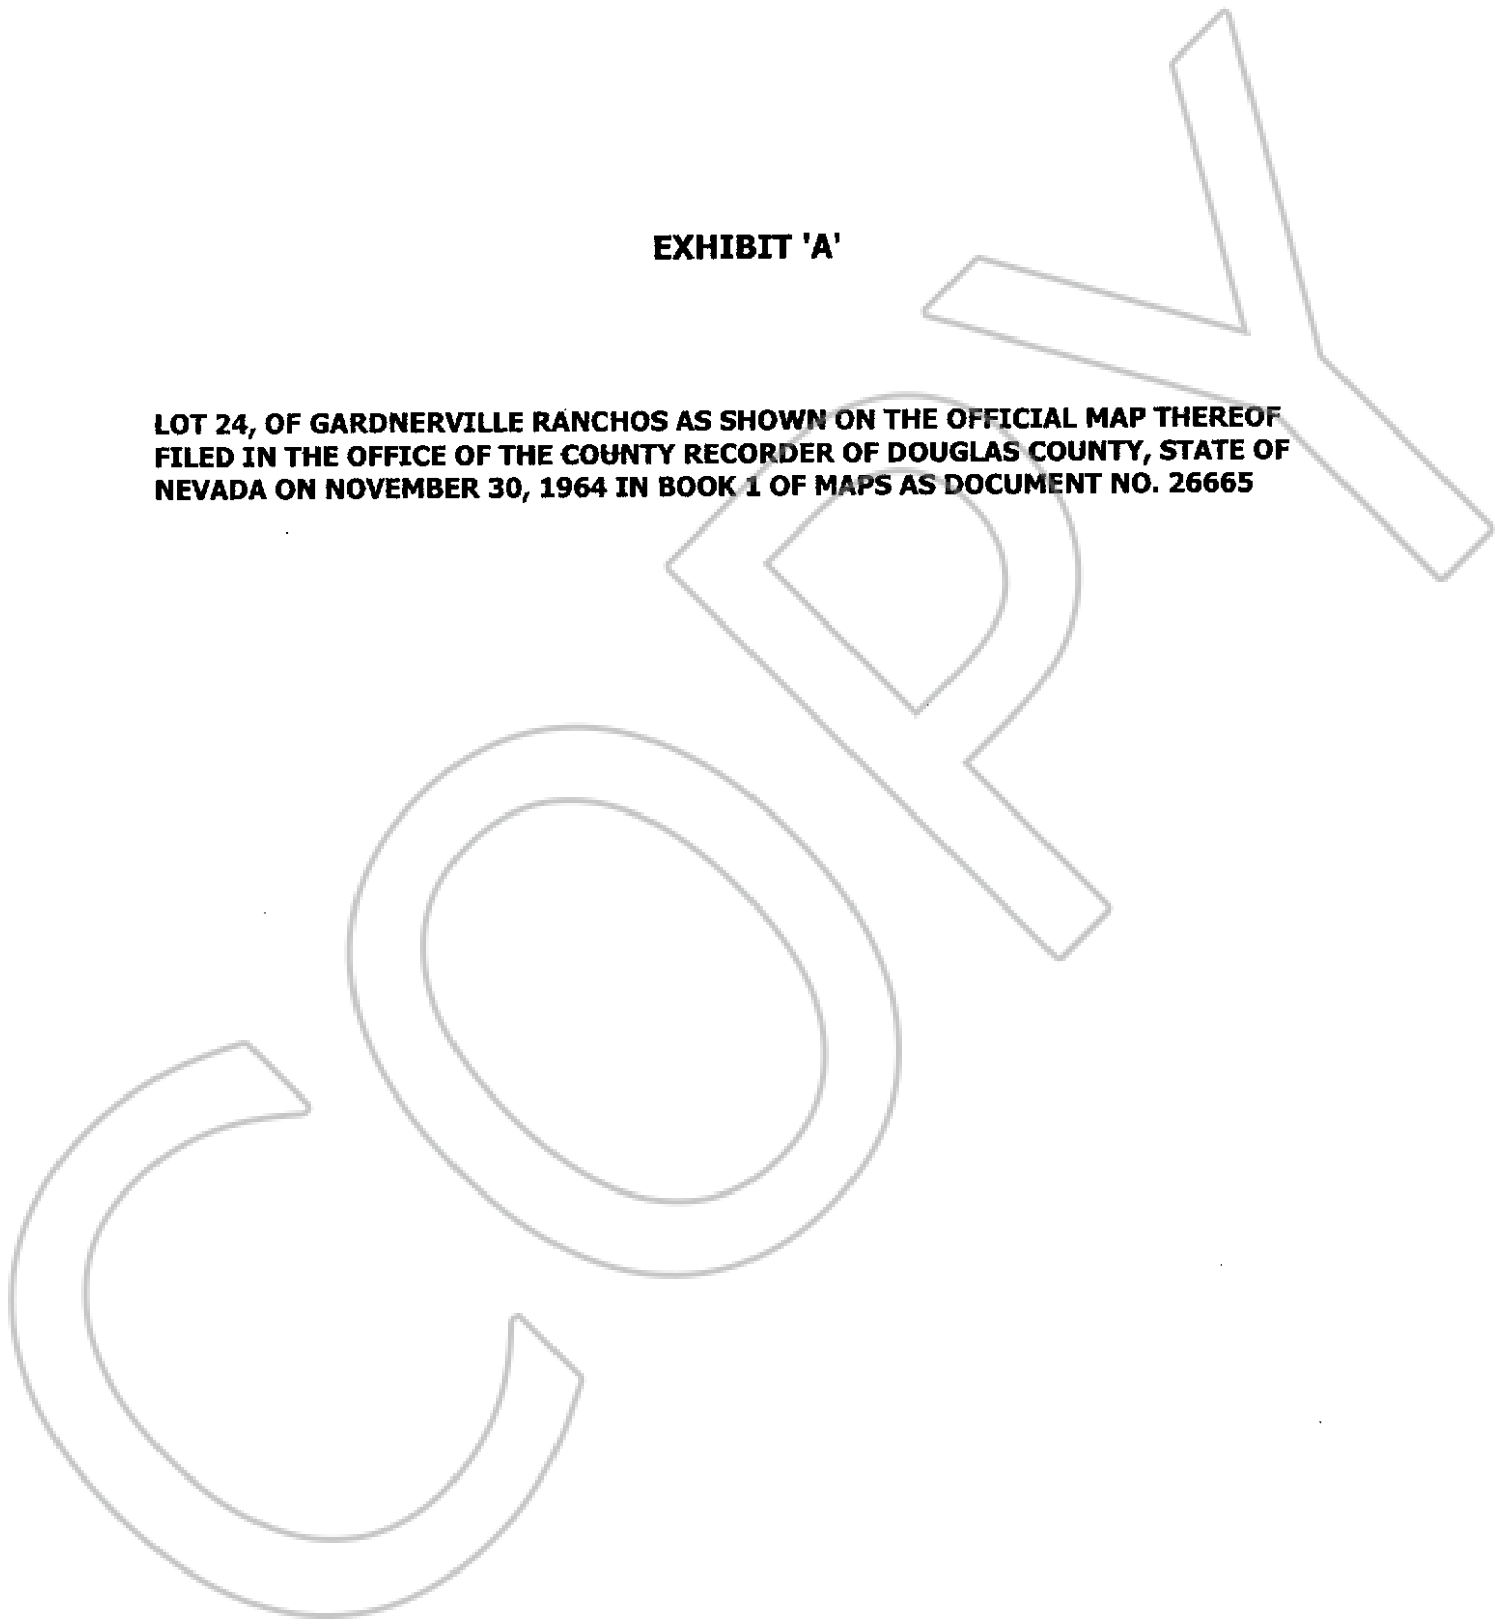 EXHIBIT 'A'
LOT 24, OF GARDNERVILLE RANCHOS AS SHOWN ON THE OFFICIAL MAP THEREOF
FILED IN THE OFFICE OF THE COUNTY RECORDER OF DOUGLAS COUNTY, STATE OF
NEVADA ON NOVEMBER 30, 1964 IN BOOK 1 OF MAPS AS DOCUMENT NO. 26665
COPY